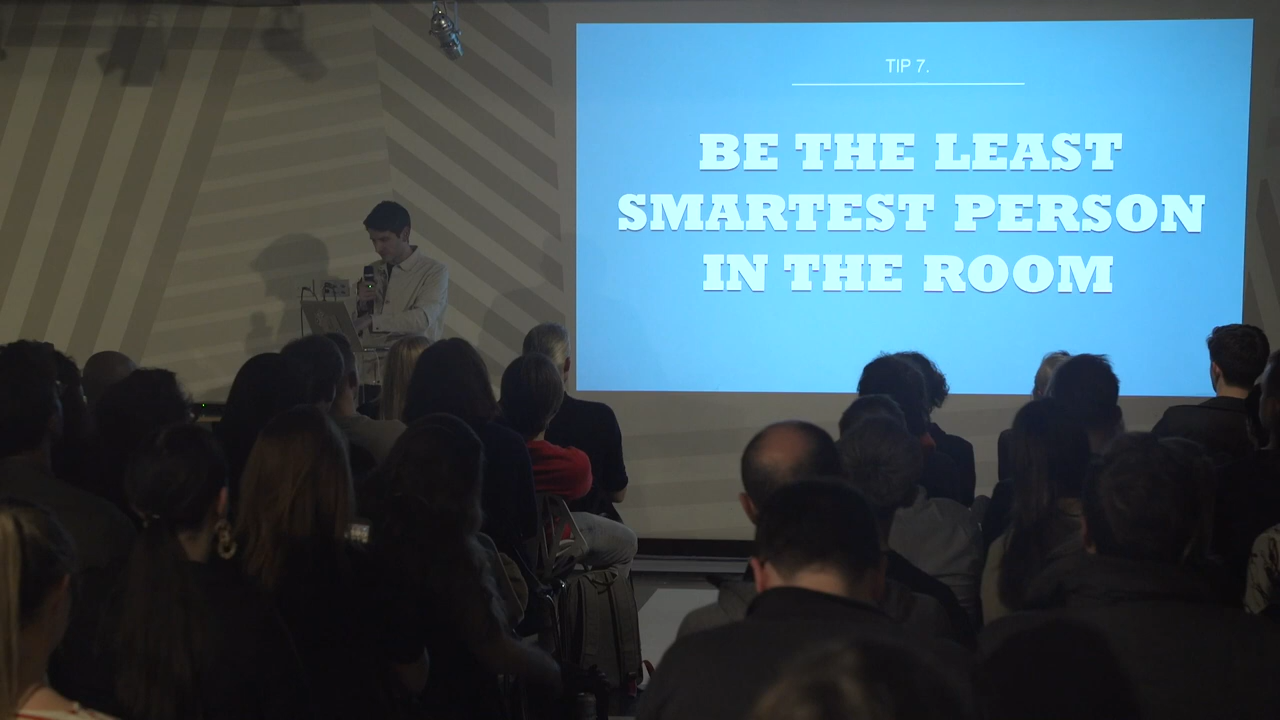 TIP 7.
BE THE LEAST
SMARTEST PERSON
IN THE ROOM